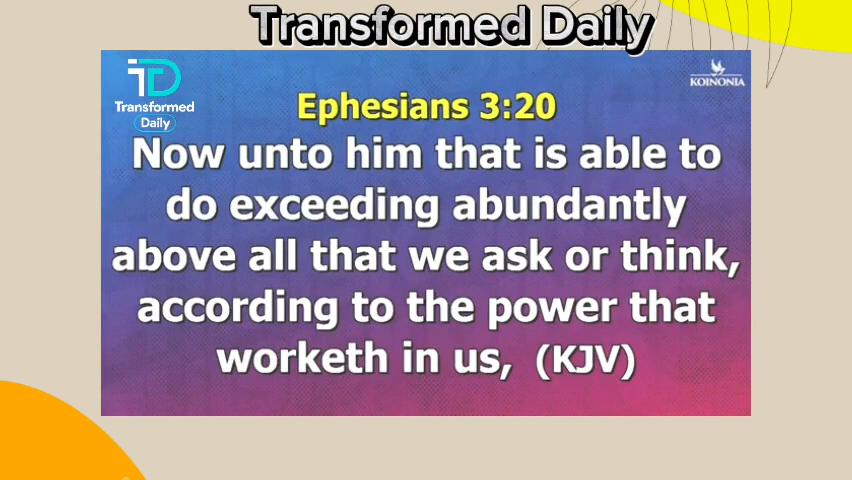 Transformed Daily
TD
Transformed
Daily
KOINONIA
Ephesians 3:20
Now unto him that is able to
do exceeding abundantly
above all that we ask or think,
according to the power that
worketh in us, (KJV)